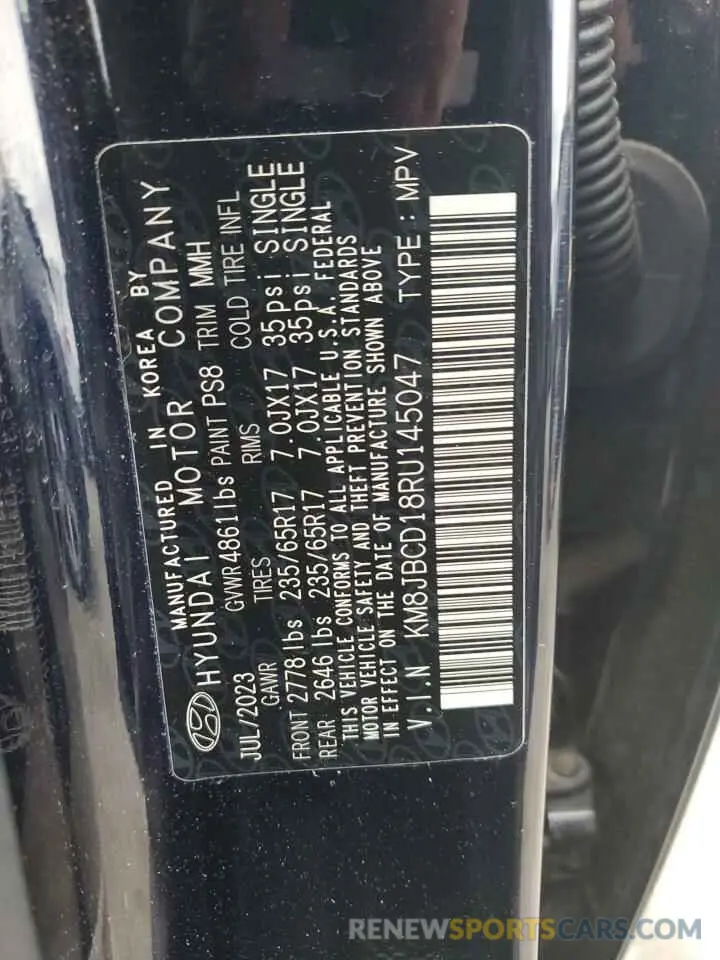 MANUFACTURED IN KOREA BY
HYUNDAI MOTOR COMPANY
JUL/2023 GVWR 4861lbs PAINT PS8 TRIM MMH
GAWR TIRES RIMS COLD TIRE INFL
FRONT 2778lbs 235/65R17 7.0JX17 35psi SINGLE
REAR 2646lbs 235/65R17 7.0JX17 35psi SINGLE
THIS VEHICLE CONFORMS TO ALL APPLICABLE U.S.A. FEDERAL
MOTOR VEHICLE SAFETY AND THEFT PREVENTION STANDARDS
IN EFFECT ON THE DATE OF MANUFACTURE SHOWN ABOVE
V.I.N KM8JBCD18RU145047 TYPE : MPV
RENEWSPORTSCARS.COM